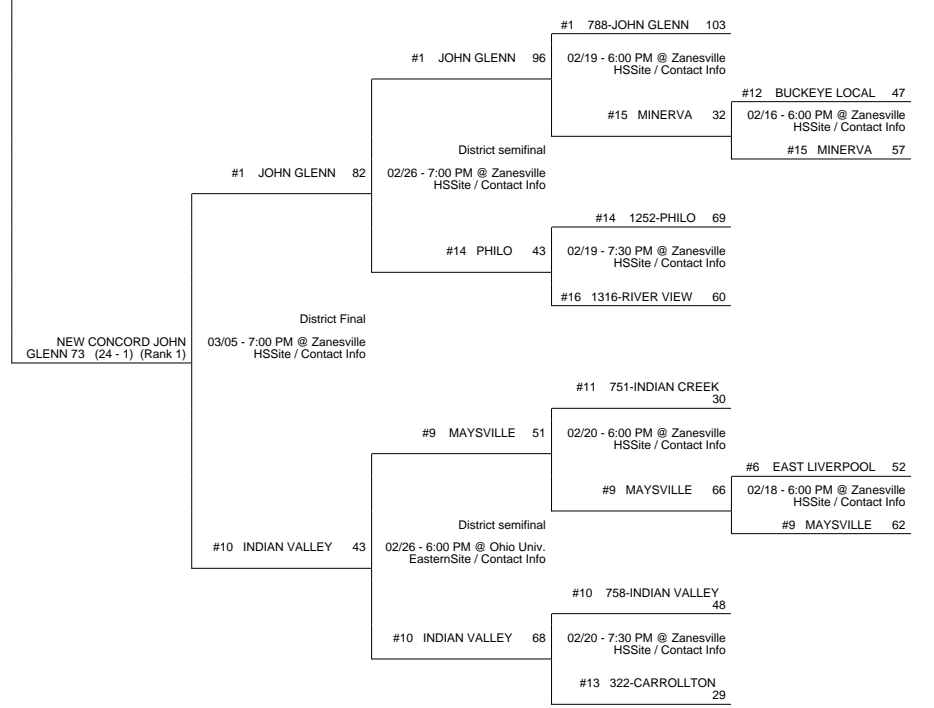 #1 788-JOHN GLENN 103
#1 JOHN GLENN 96
02/19 - 6:00 PM @ Zanesville
HSSite / Contact Info
#12 BUCKEYE LOCAL 47
#15 MINERVA 32
02/16 - 6:00 PM @ Zanesville
HSSite / Contact Info
#15 MINERVA 57
District semifinal
#1 JOHN GLENN 82
02/26 - 7:00 PM @ Zanesville
HSSite / Contact Info
#14 1252-PHILO 69
#14 PHILO 43
02/19 - 7:30 PM @ Zanesville
HSSite / Contact Info
#16 1316-RIVER VIEW 60
District Final
NEW CONCORD JOHN
GLENN 73 (24 - 1) (Rank 1)
03/05 - 7:00 PM @ Zanesville
HSSite / Contact Info
#11 751-INDIAN CREEK
30
#9 MAYSVILLE 51
02/20 - 6:00 PM @ Zanesville
HSSite / Contact Info
#6 EAST LIVERPOOL 52
#9 MAYSVILLE 66
02/18 - 6:00 PM @ Zanesville
HSSite / Contact Info
#9 MAYSVILLE 62
District semifinal
#10 INDIAN VALLEY 43
02/26 - 6:00 PM @ Ohio Univ.
EasternSite / Contact Info
#10 758-INDIAN VALLEY
48
#10 INDIAN VALLEY 68
02/20 - 7:30 PM @ Zanesville
HSSite / Contact Info
#13 322-CARROLLTON
29